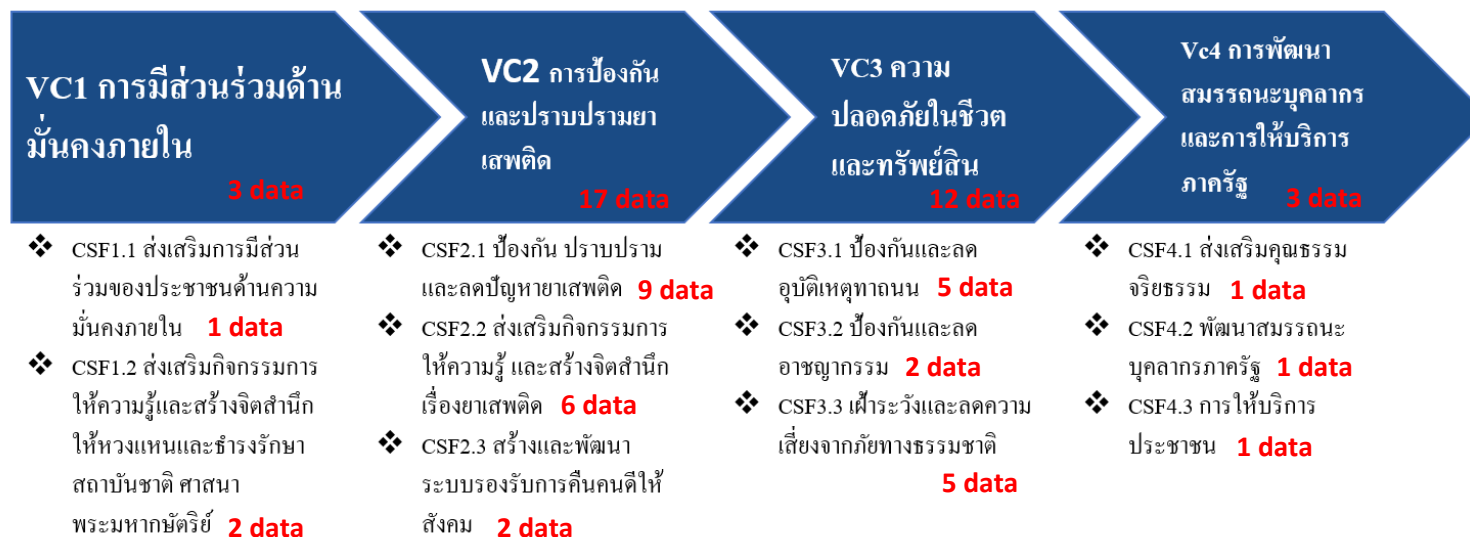 VC1 การมีส่วนร่วมด้าน
มั่นคงภายใน
3 data
VC2 การป้องกัน
และปราบปรามยา
เสพติด
17 data
VC3 ความ
ปลอดภัยในชีวต
และทรัพย์สิน
12 data
Vc4 การพัฒนา
สมรรถนะบุคลากร
และการให้บริการ
ภาครัฐ 3 data
❖ CSF1.1 ส่งเสริมการมีส่วน
ร่วมของประชาชนด้านความ
มั่นคงภายใน 1 data
❖ CSF1.2 ส่งเสริมกิจกรรมการ
ให้ความรู้และสร้างจิตสำนึก
ให้หวงแหนและธำรงรักษา
สถาบันชาติ ศาสนา
พระมหากษัตริย์ 2 data
❖ CSF2.1 ป้องกัน ปราบปราม
และลดปัญหายาเสพติด 9 data
❖ CSF2.2 ส่งเสริมกิจกรรมการ
ให้ความรู้ และสร้างจิตสำนึก
เรื่องยาเสพติด 6 data
❖ CSF2.3 สร้างและพัฒนา
ระบบรองรับการคืนคนดีให้
สังคม 2 data
❖ CSF3.1 ป้องกันและลด
อุบัติเหตุทาถนน 5 data
❖ CSF3.2 ป้องกันและลด
อาชญากรรม 2 data
❖ CSF3.3 เฝ้าระวังและลดความ
เสี่ยงจากภัยทางธรรมชาติ
5 data
❖ CSF4.1 ส่งเสริมคุณธรรม
จริยธรรม 1 data
❖ CSF4.2 พัฒนาสมรรถนะ
บุคลากรภาครัฐ 1 data
❖ CSF4.3 การให้บริการ
ประชาชน 1 data